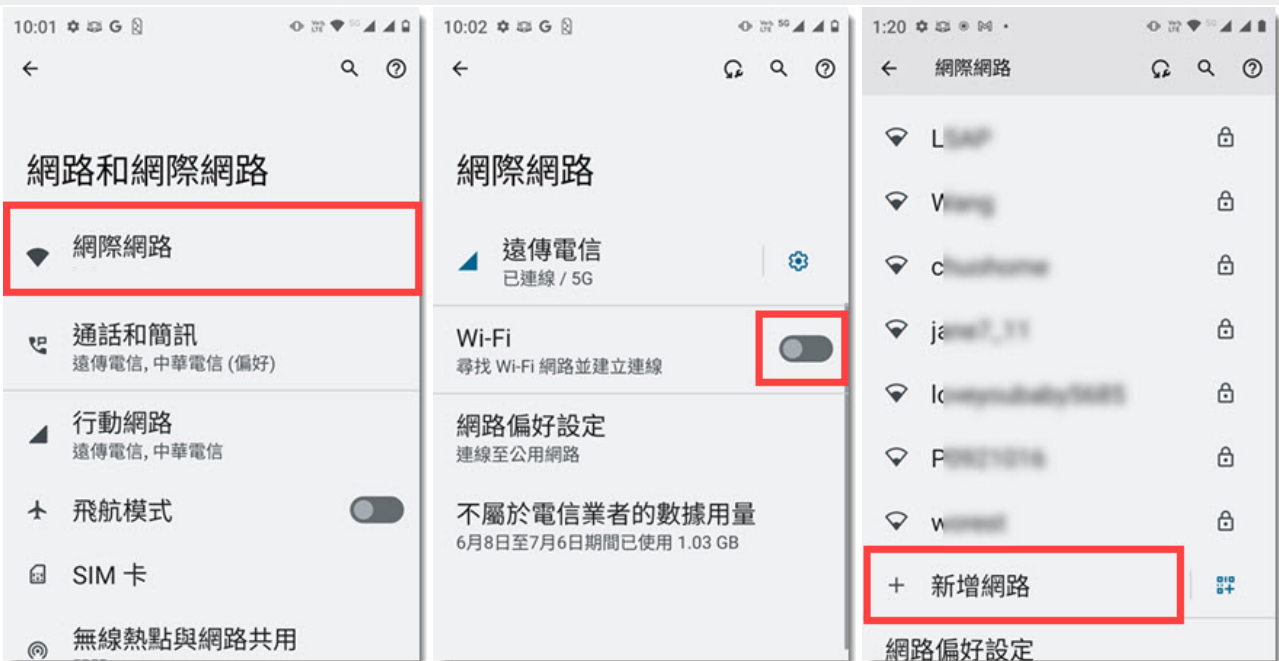 10:01
G
5G
網路和網際網路
網際網路
通話和簡訊
遠傳電信, 中華電信 (偏好)
行動網路
遠傳電信, 中華電信
飛航模式
SIM 卡
無線熱點與網路共用
10:02
G
VoLTE 5G
網際網路
遠傳電信
已連線 / 5G
Wi-Fi
尋找 Wi-Fi 網路並建立連線
網路偏好設定
連線至公用網路
不屬於電信業者的數據用量
6月8日至7月6日期間已使用 1.03 GB
1:20
5G
網際網路
新增網路
網路偏好設定